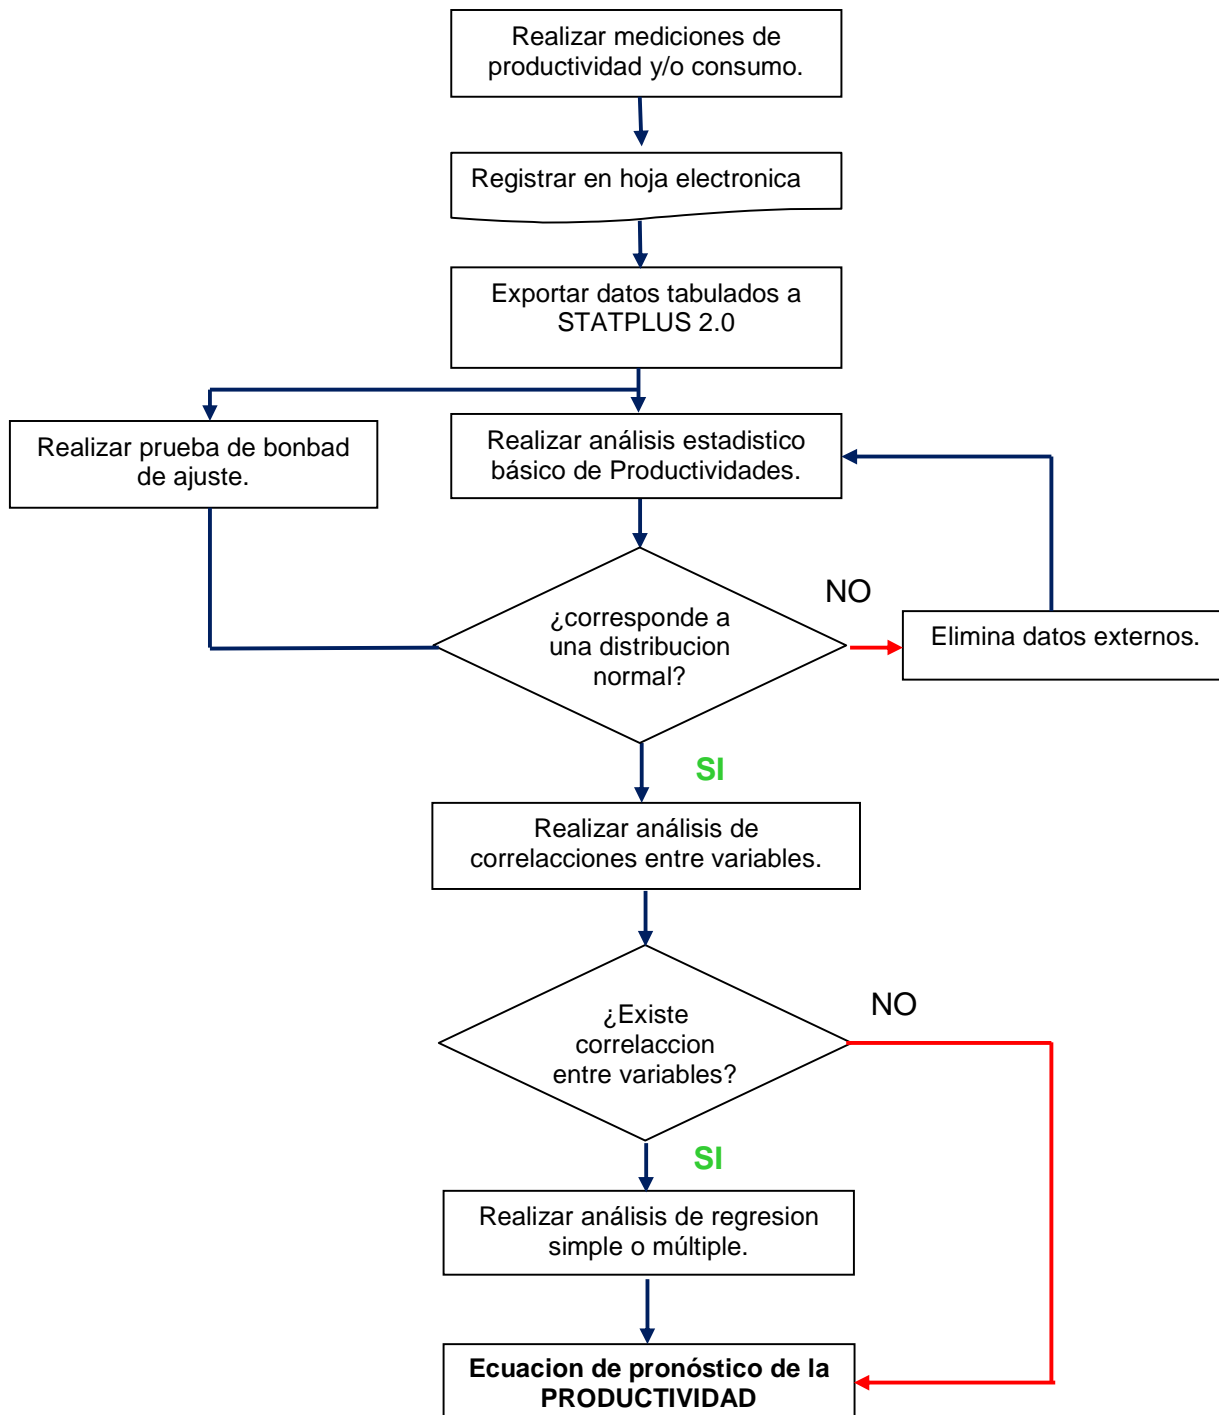 Realizar mediciones de
productividad y/o consumo.
Registrar en hoja electronica
Exportar datos tabulados a
STATPLUS 2.0
Realizar prueba de bonbad
de ajuste.
Realizar análisis estadistico
básico de Productividades.
¿corresponde a
una distribucion
normal?
NO
Elimina datos externos.
SI
Realizar análisis de
correlacciones entre variables.
¿Existe
correlaccion
entre variables?
NO
SI
Realizar análisis de regresion
simple o múltiple.
Ecuacion de pronóstico de la
PRODUCTIVIDAD